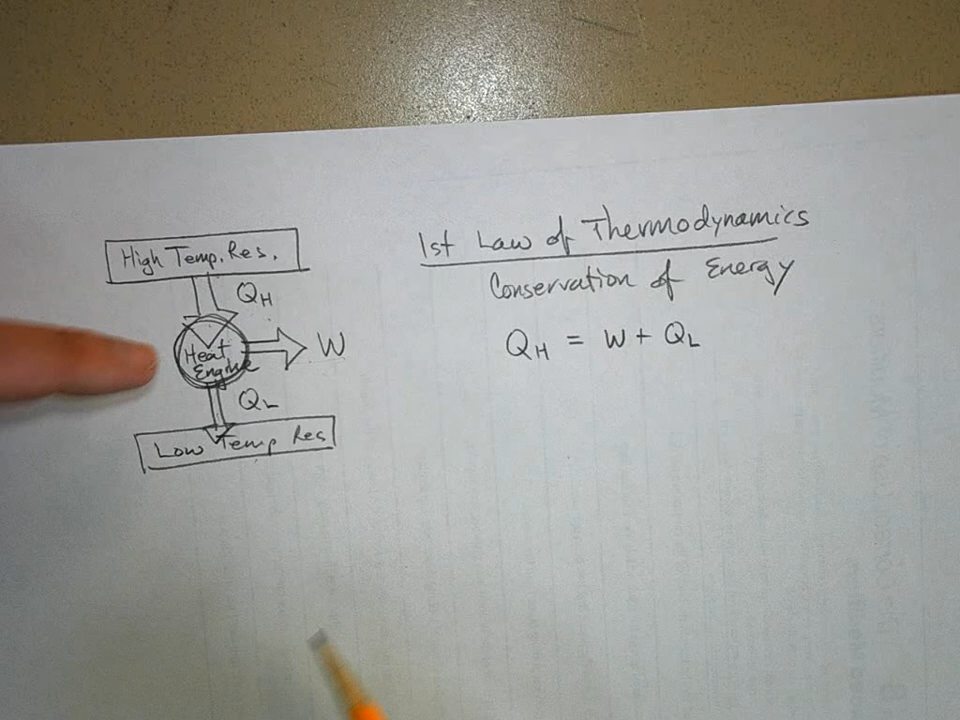 High Temp. Res.
QH
Heat
Engine
W
QL
Low Temp Res
1st Law of Thermodynamics
Conservation of Energy
QH = W + QL